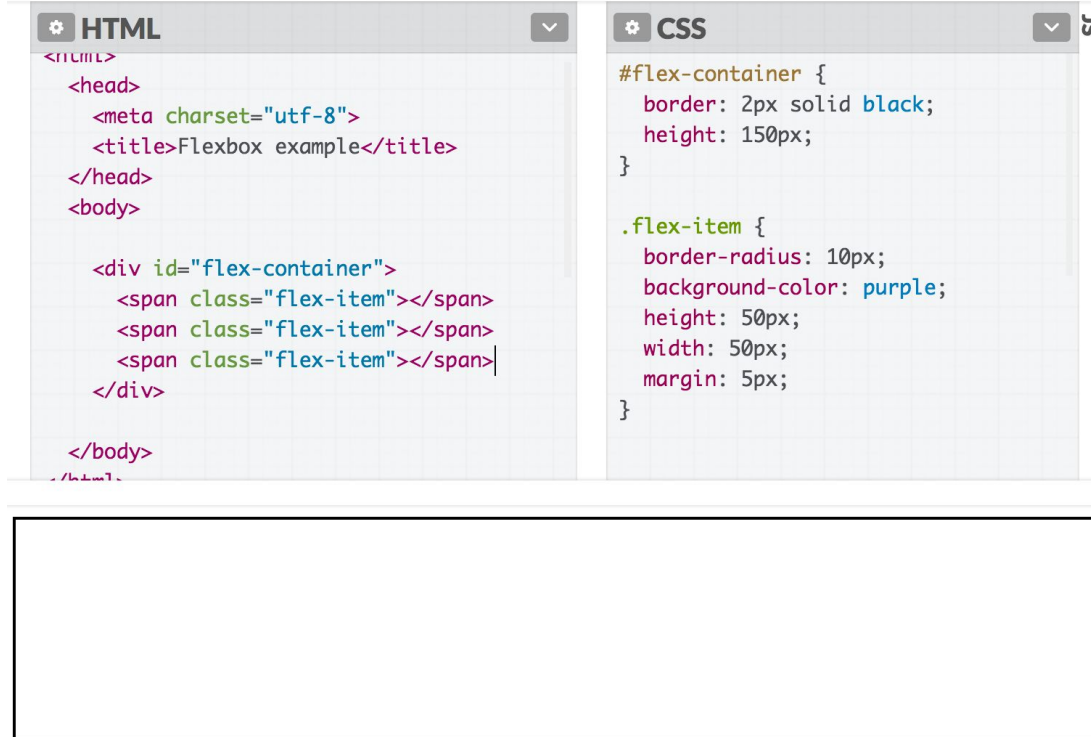 HTML
<html>
<head>
<meta charset="utf-8">
<title>Flexbox example</title>
</head>
<body>
<div id="flex-container">
<span class="flex-item"></span>
<span class="flex-item"></span>
<span class="flex-item"></span>
</div>
</body>
</html>
CSS
#flex-container {
border: 2px solid black;
height: 150px;
}
.flex-item {
border-radius: 10px;
background-color: purple;
height: 50px;
width: 50px;
margin: 5px;
}